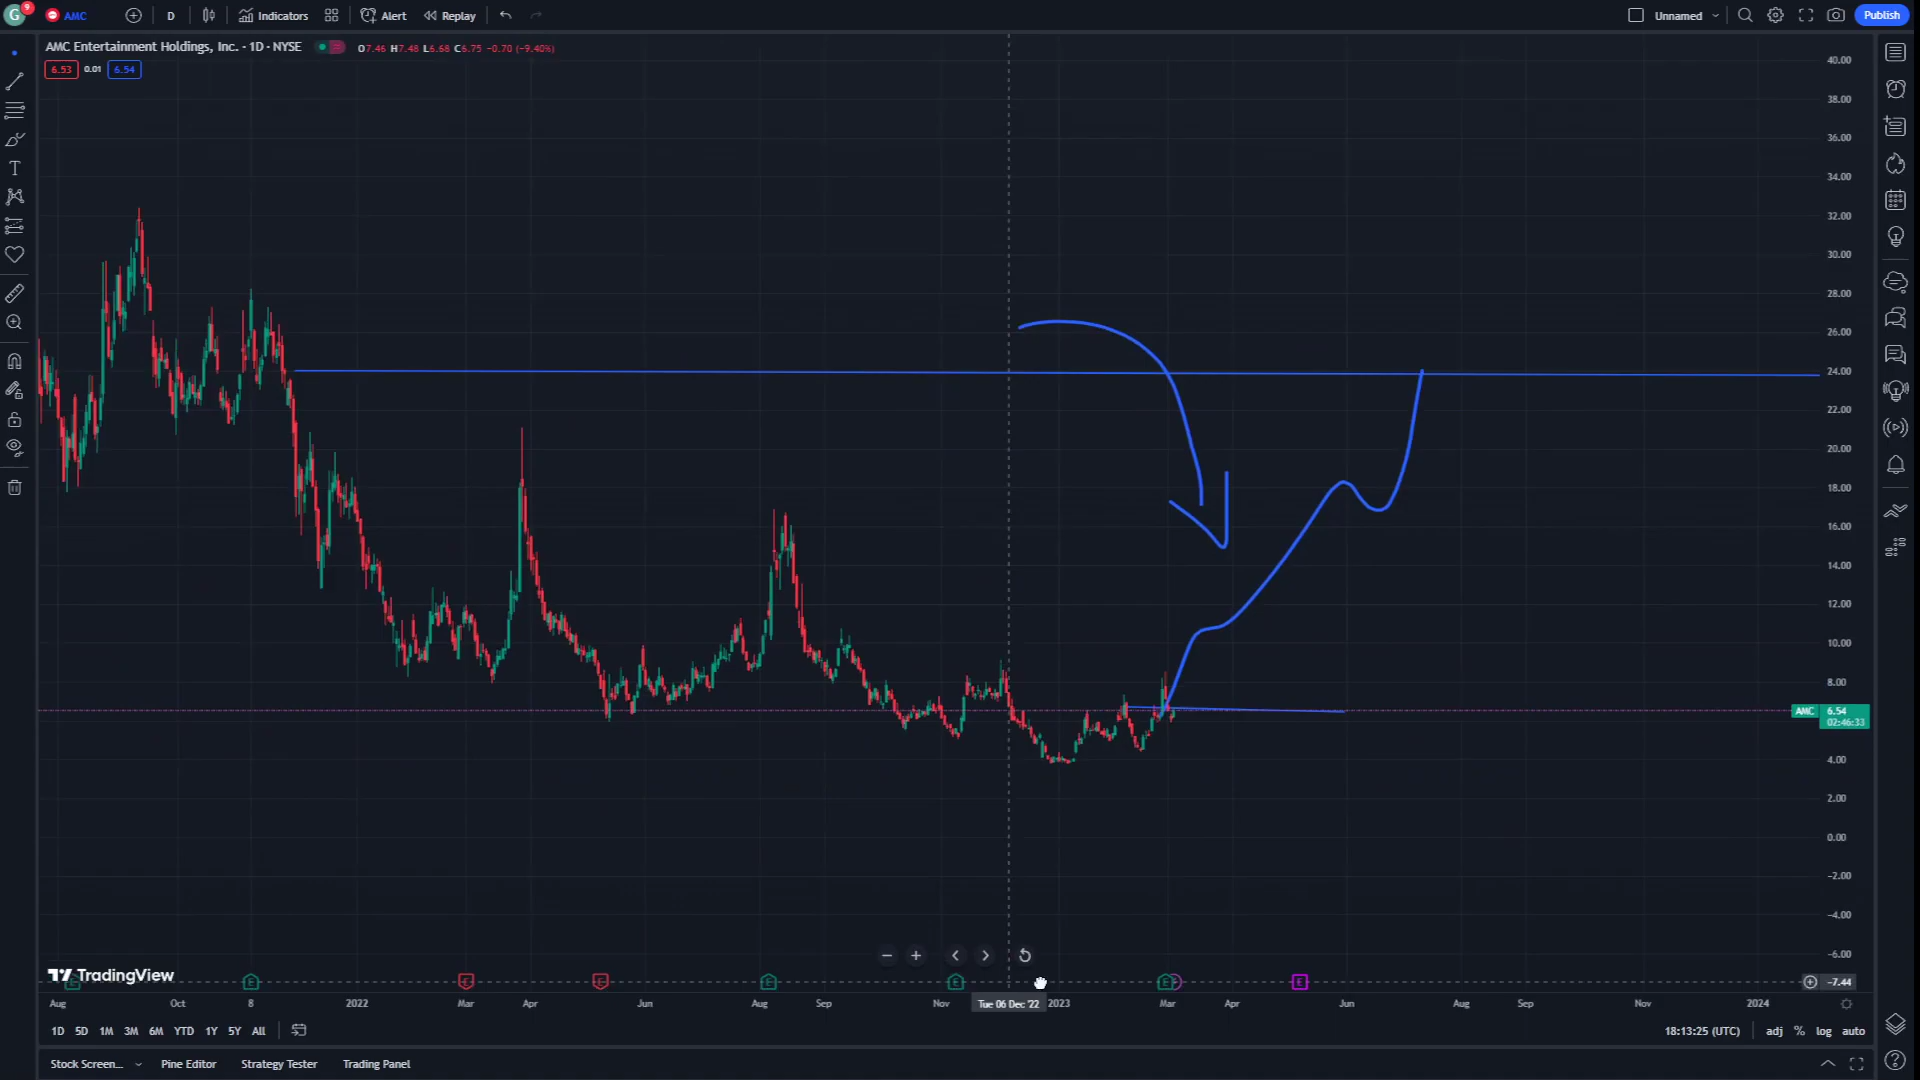 G 9 AMC D Indicators Alert Replay Unnamed Publish
AMC Entertainment Holdings, Inc. · 1D · NYSE O7.46 H7.48 L6.68 C6.75 −0.70 (−9.40%)
6.53 0.01 6.54
40.00
38.00
36.00
34.00
32.00
30.00
28.00
26.00
24.00
22.00
20.00
18.00
16.00
14.00
12.00
10.00
8.00
AMC 6.54
02:46:33
4.00
2.00
0.00
−2.00
−4.00
−6.00
TradingView
E E E E E E E E
−7.44
Aug Oct 8 2022 Mar Apr Jun Aug Sep Nov Tue 06 Dec '22 2023 Mar Apr Jun Aug Sep Nov 2024
1D 5D 1M 3M 6M YTD 1Y 5Y All 18:13:25 (UTC) adj % log auto
Stock Screen... Pine Editor Strategy Tester Trading Panel